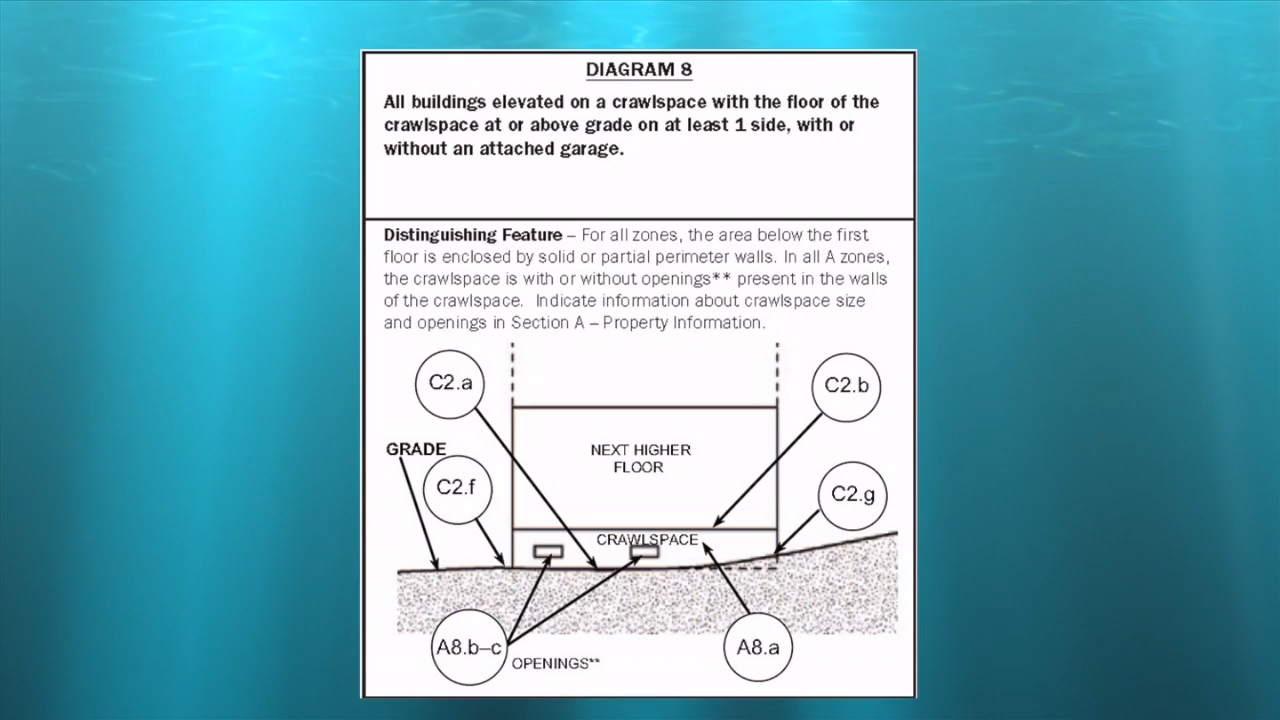 DIAGRAM 8
All buildings elevated on a crawlspace with the floor of the
crawlspace at or above grade on at least 1 side, with or
without an attached garage.
Distinguishing Feature – For all zones, the area below the first
floor is enclosed by solid or partial perimeter walls. In all A zones,
the crawlspace is with or without openings** present in the walls
of the crawlspace. Indicate information about crawlspace size
and openings in Section A – Property Information.
C2.a
C2.b
GRADE
NEXT HIGHER
FLOOR
C2.f
C2.g
CRAWLSPACE
A8.b–c
OPENINGS**
A8.a